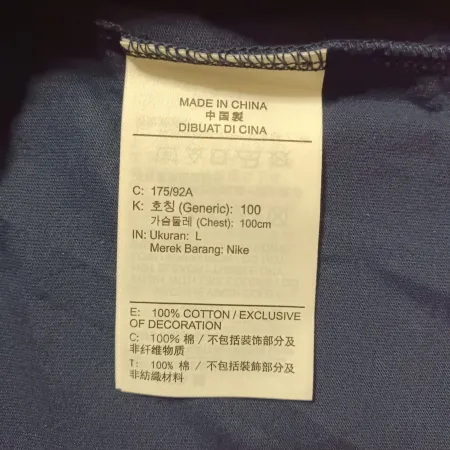 MADE IN CHINA
中国製
DIBUAT DI CINA
C: 175/92A
K: 호칭 (Generic): 100
가슴둘레 (Chest): 100cm
IN: Ukuran: L
Merek Barang: Nike
E: 100% COTTON / EXCLUSIVE
OF DECORATION
C: 100% 棉 / 不包括装饰部分及
非纤维物质
T: 100% 棉 / 不包括裝飾部分及
非紡織材料